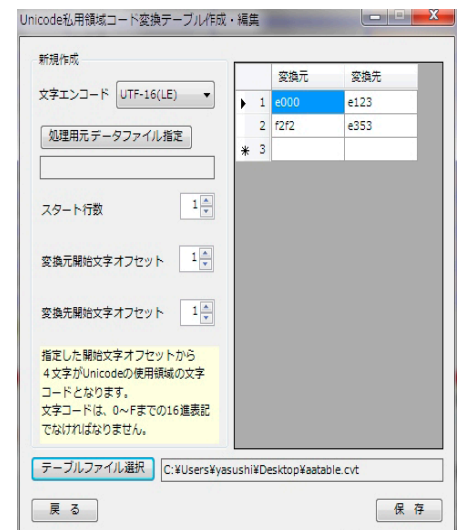 Unicode私用領域コード変換テーブル作成・編集
新規作成
文字エンコード UTF-16(LE)
処理用元データファイル指定
スタート行数 1
変換元開始文字オフセット 1
変換先開始文字オフセット 1
指定した開始文字オフセットから
4文字がUnicodeの使用領域の文字
コードとなります。
文字コードは、0～Fまでの16進表記
でなければなりません。
変換元 変換先
1 e000 e123
2 f2f2 e353
* 3
テーブルファイル選択 C:¥Users¥yasushi¥Desktop¥aatable.cvt
戻 る 保 存